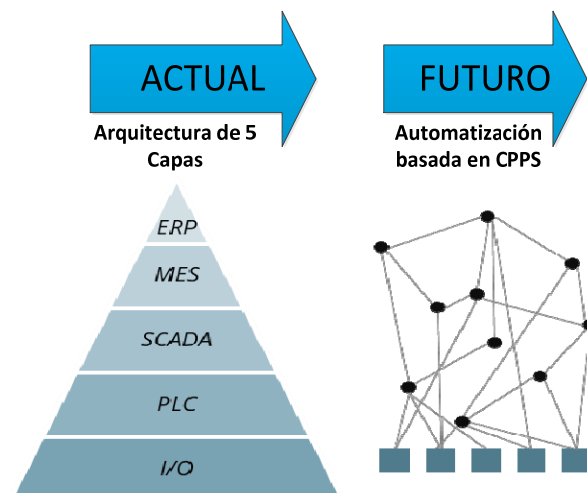 ACTUAL
FUTURO
Arquitectura de 5
Capas
Automatización
basada en CPPS
ERP
MES
SCADA
PLC
I/O